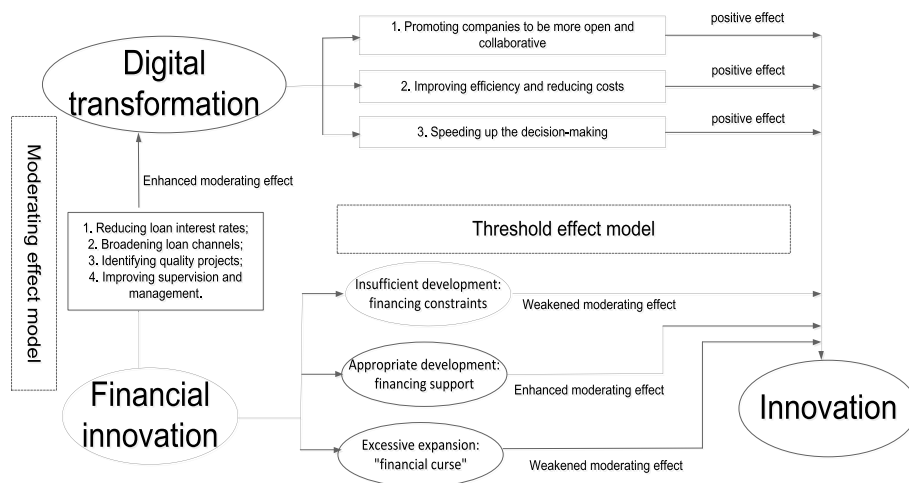 Digital
transformation
1. Promoting companies to be more open and
collaborative
positive effect
2. Improving efficiency and reducing costs
positive effect
3. Speeding up the decision-making
positive effect
Moderating effect model
Enhanced moderating effect
1. Reducing loan interest rates;
2. Broadening loan channels;
3. Identifying quality projects;
4. Improving supervision and
management.
Threshold effect model
Insufficient development:
financing constraints
Weakened moderating effect
Appropriate development:
financing support
Enhanced moderating effect
Financial
innovation
Excessive expansion:
"financial curse"
Weakened moderating effect
Innovation